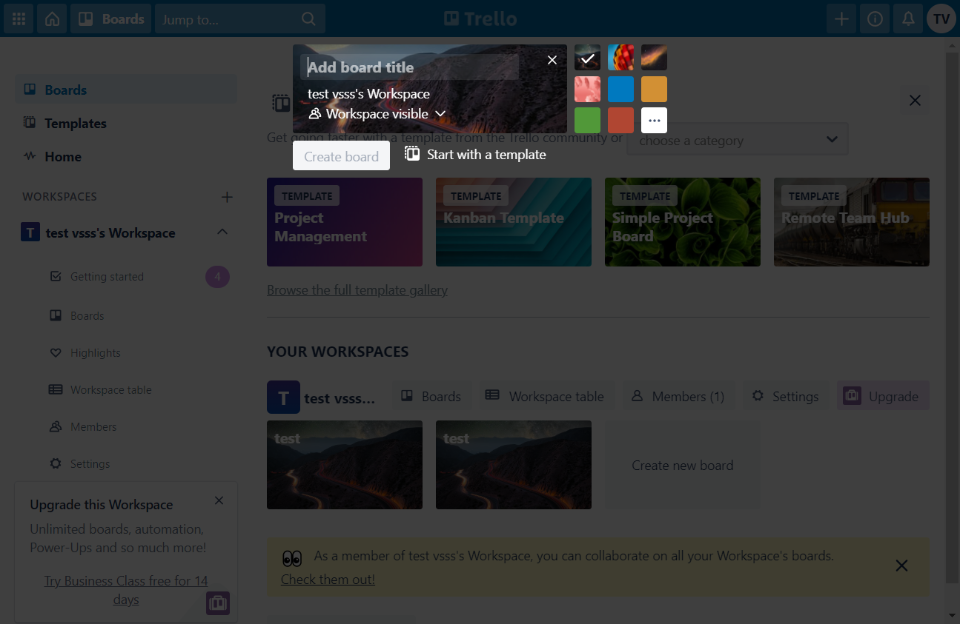 Boards
Jump to...
Trello
TV
Add board title
test vsss's Workspace
Workspace visible
Create board
Start with a template
Boards
Templates
Home
WORKSPACES
T
test vsss's Workspace
Getting started
4
Boards
Highlights
Workspace table
Members
Settings
Upgrade this Workspace
Unlimited boards, automation,
Power-Ups and so much more!
Try Business Class free for 14
days
Get going faster with a template from the Trello community or
choose a category
TEMPLATE
Project
Management
TEMPLATE
Kanban Template
TEMPLATE
Simple Project
Board
TEMPLATE
Remote Team Hub
Browse the full template gallery
YOUR WORKSPACES
T
test vsss...
Boards
Workspace table
Members (1)
Settings
Upgrade
test
test
Create new board
As a member of test vsss's Workspace, you can collaborate on all your Workspace's boards.
Check them out!